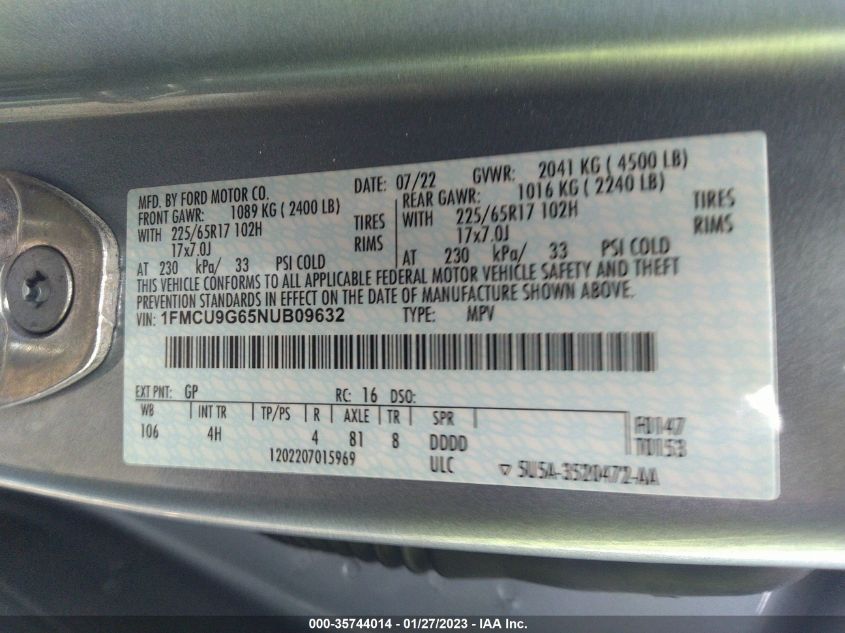 MFD. BY FORD MOTOR CO. DATE: 07/22 GVWR: 2041 KG ( 4500 LB)
FRONT GAWR: 1089 KG ( 2400 LB) REAR GAWR: 1016 KG ( 2240 LB)
WITH 225/65R17 102H TIRES WITH 225/65R17 102H TIRES
17x7.0J RIMS 17x7.0J RIMS
AT 230 kPa/ 33 PSI COLD AT 230 kPa/ 33 PSI COLD
THIS VEHICLE CONFORMS TO ALL APPLICABLE FEDERAL MOTOR VEHICLE SAFETY AND THEFT
PREVENTION STANDARDS IN EFFECT ON THE DATE OF MANUFACTURE SHOWN ABOVE.
VIN: 1FMCU9G65NUB09632 TYPE: MPV
EXT PNT: GP RC: 16 DSO:
WB INT TR TP/PS R AXLE TR SPR
106 4H 4 81 8 DDDD
1202207015969 ULC
5U5A-3520472-AA
000-35744014 - 01/27/2023 - IAA Inc.